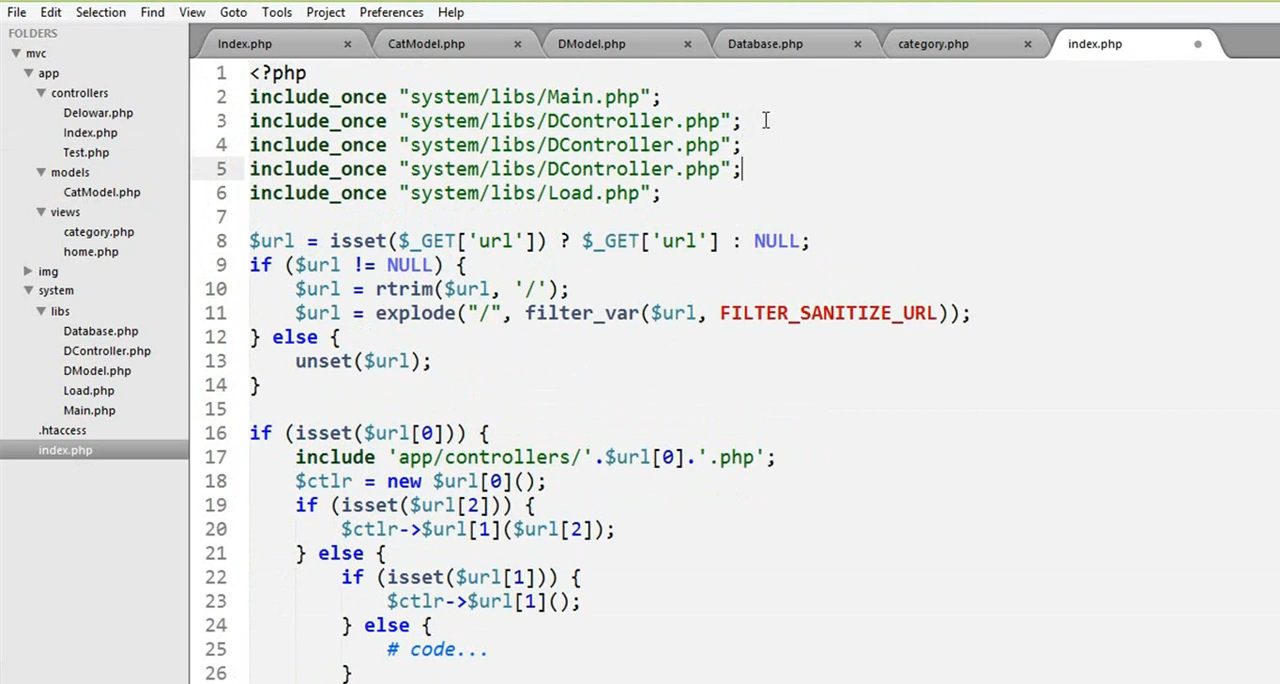 File Edit Selection Find View Goto Tools Project Preferences Help
FOLDERS
mvc
app
controllers
Delowar.php
Index.php
Test.php
models
CatModel.php
views
category.php
home.php
img
system
libs
Database.php
DController.php
DModel.php
Load.php
Main.php
.htaccess
index.php
Index.php × CatModel.php × DModel.php × Database.php × category.php × index.php
1 <?php
2 include_once "system/libs/Main.php";
3 include_once "system/libs/DController.php";
4 include_once "system/libs/DController.php";
5 include_once "system/libs/DController.php";
6 include_once "system/libs/Load.php";
7
8 $url = isset($_GET['url']) ? $_GET['url'] : NULL;
9 if ($url != NULL) {
10 $url = rtrim($url, '/');
11 $url = explode("/", filter_var($url, FILTER_SANITIZE_URL));
12 } else {
13 unset($url);
14 }
15
16 if (isset($url[0])) {
17 include 'app/controllers/'.$url[0].'.php';
18 $ctlr = new $url[0]();
19 if (isset($url[2])) {
20 $ctlr->$url[1]($url[2]);
21 } else {
22 if (isset($url[1])) {
23 $ctlr->$url[1]();
24 } else {
25 # code...
26 }